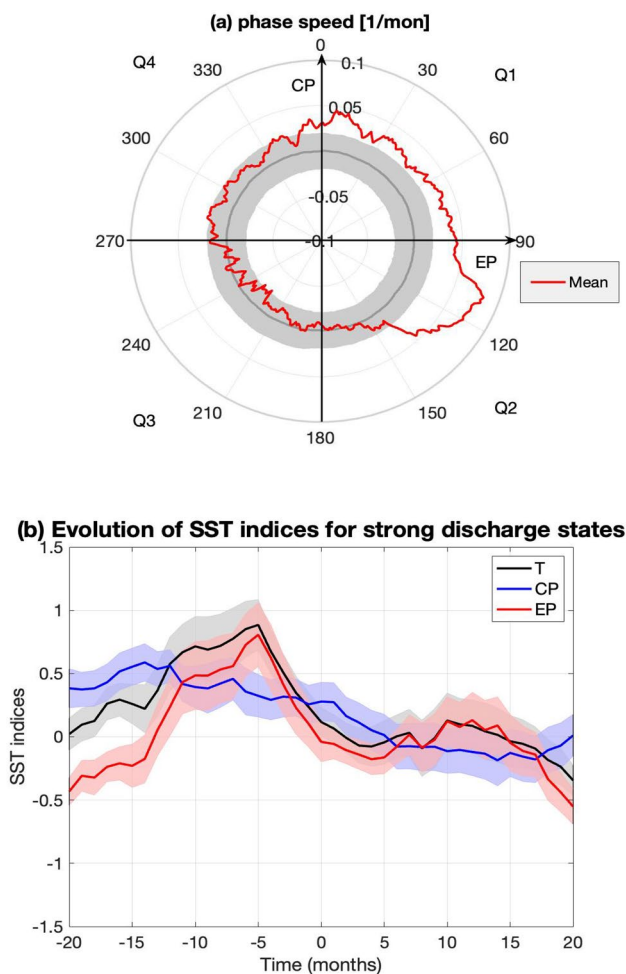 (a) phase speed [1/mon]
0
Q4
330
CP
0.1
30
Q1
0.05
300
60
-0.05
270
-0.1
90
EP
Mean
240
120
Q3
210
180
150
Q2
(b) Evolution of SST indices for strong discharge states
1.5
T
CP
EP
1
0.5
0
-0.5
-1
-1.5
SST indices
-20
-15
-10
-5
0
5
10
15
20
Time (months)